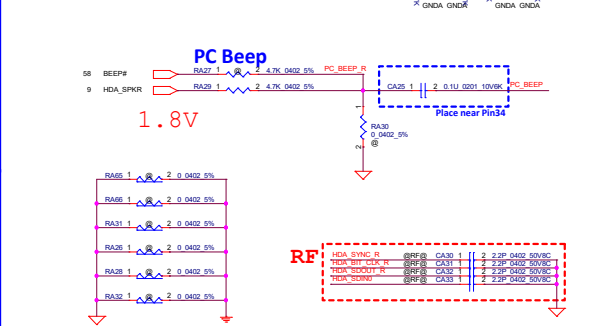 GNDA GNDA GNDA GNDA
PC Beep
58 BEEP# RA27 1 @ 2 4.7K_0402_5% PC_BEEP_R
9 HDA_SPKR RA29 1 2 4.7K_0402_5% CA25 1 2 0.1U_0201_10V6K PC_BEEP
Place near Pin34
1.8V
1
RA30
0_0402_5%
@
2
RA65 1 @ 2 0_0402_5%
RA66 1 @ 2 0_0402_5%
RA31 1 @ 2 0_0402_5%
RA26 1 @ 2 0_0402_5%
RA28 1 @ 2 0_0402_5%
RA32 1 @ 2 0_0402_5%
RF
HDA_SYNC_R @RF@ CA30 1 2 2.2P_0402_50V8C
HDA_BIT_CLK_R @RF@ CA31 1 2 2.2P_0402_50V8C
HDA_SDOUT_R @RF@ CA32 1 2 2.2P_0402_50V8C
HDA_SDIN0 @RF@ CA33 1 2 2.2P_0402_50V8C